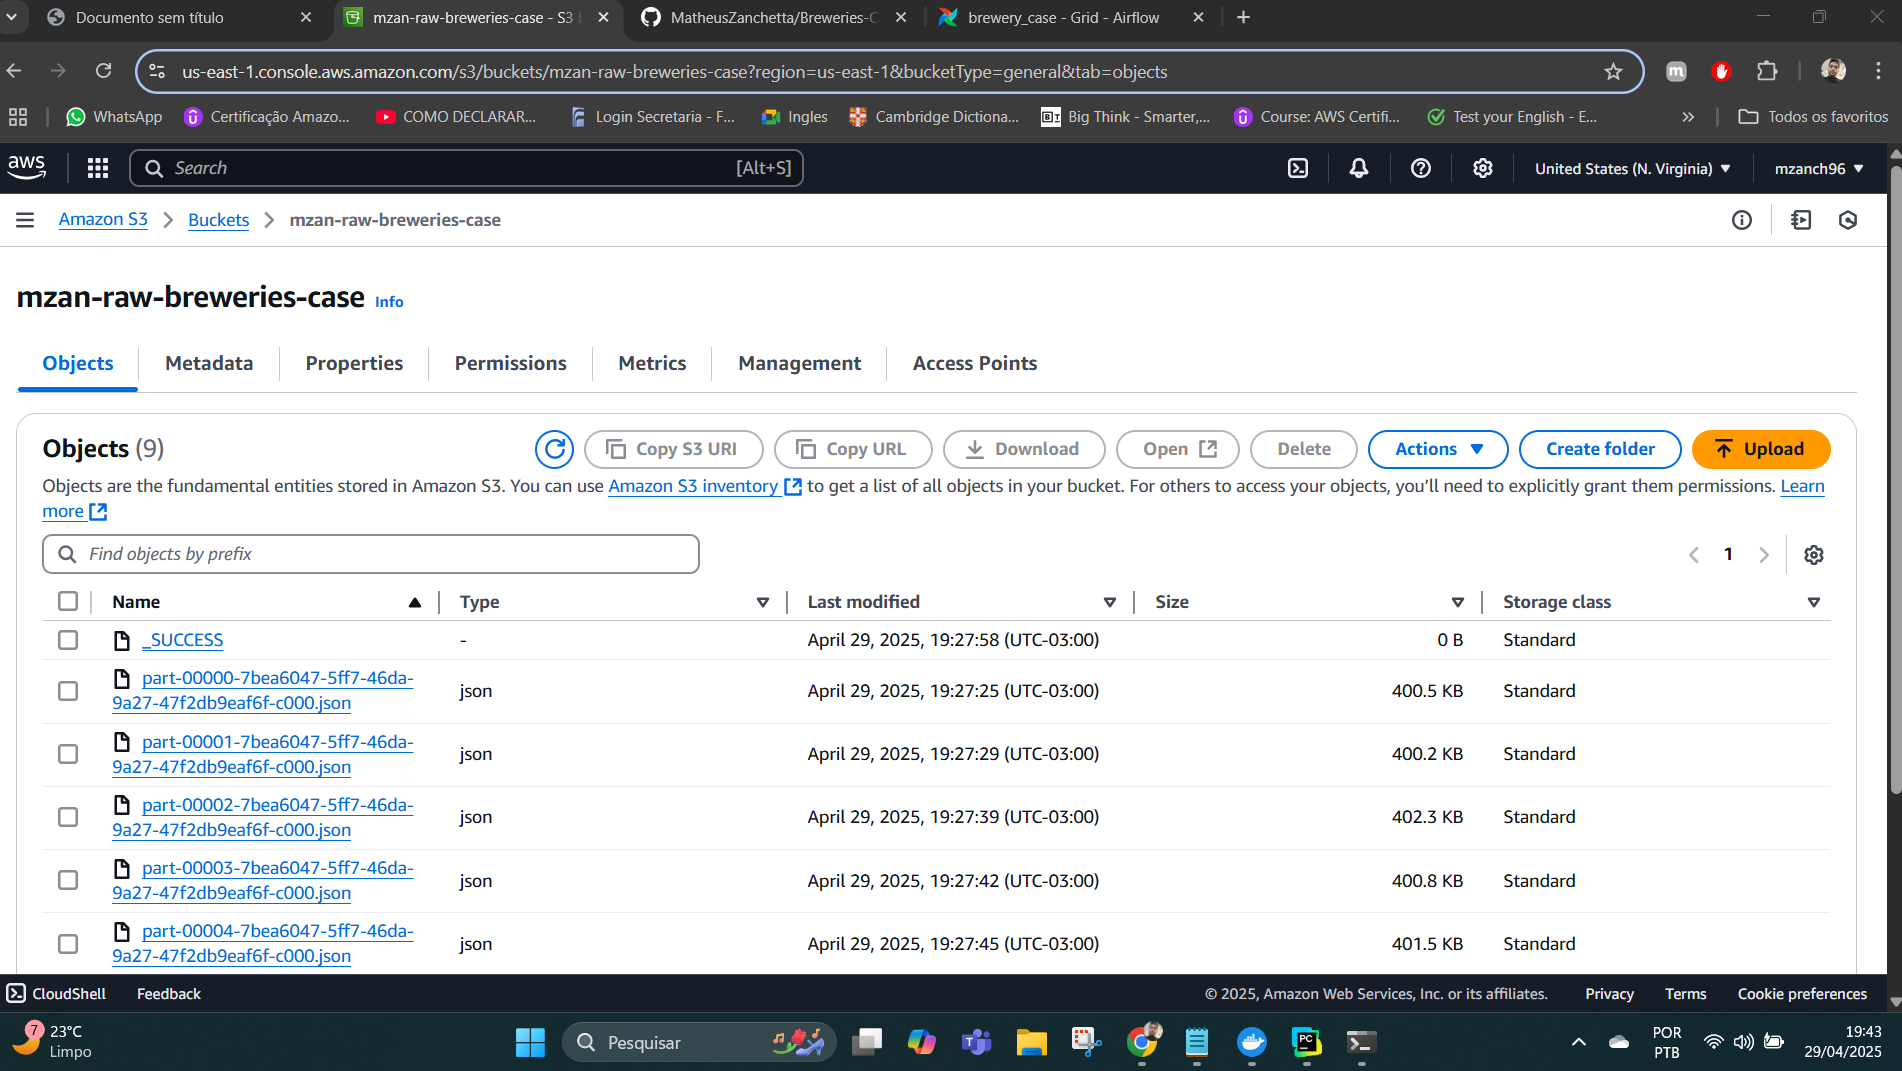 Documento sem título
mzan-raw-breweries-case - S3
MatheusZanchetta/Breweries-C
brewery_case - Grid - Airflow
us-east-1.console.aws.amazon.com/s3/buckets/mzan-raw-breweries-case?region=us-east-1&bucketType=general&tab=objects
WhatsApp
Certificação Amazo...
COMO DECLARAR...
Login Secretaria - F...
Ingles
Cambridge Dictiona...
Big Think - Smarter,...
Course: AWS Certifi...
Test your English - E...
»
Todos os favoritos
aws
Search
[Alt+S]
United States (N. Virginia)
mzanch96
Amazon S3
Buckets
mzan-raw-breweries-case
mzan-raw-breweries-case Info
Objects
Metadata
Properties
Permissions
Metrics
Management
Access Points
Objects (9)
Copy S3 URI
Copy URL
Download
Open
Delete
Actions
Create folder
Upload
Objects are the fundamental entities stored in Amazon S3. You can use Amazon S3 inventory to get a list of all objects in your bucket. For others to access your objects, you'll need to explicitly grant them permissions. Learn
more
Find objects by prefix
1
Name Type Last modified Size Storage class
_SUCCESS - April 29, 2025, 19:27:58 (UTC-03:00) 0 B Standard
part-00000-7bea6047-5ff7-46da-
9a27-47f2db9eaf6f-c000.json
json April 29, 2025, 19:27:25 (UTC-03:00) 400.5 KB Standard
part-00001-7bea6047-5ff7-46da-
9a27-47f2db9eaf6f-c000.json
json April 29, 2025, 19:27:29 (UTC-03:00) 400.2 KB Standard
part-00002-7bea6047-5ff7-46da-
9a27-47f2db9eaf6f-c000.json
json April 29, 2025, 19:27:39 (UTC-03:00) 402.3 KB Standard
part-00003-7bea6047-5ff7-46da-
9a27-47f2db9eaf6f-c000.json
json April 29, 2025, 19:27:42 (UTC-03:00) 400.8 KB Standard
part-00004-7bea6047-5ff7-46da-
9a27-47f2db9eaf6f-c000.json
json April 29, 2025, 19:27:45 (UTC-03:00) 401.5 KB Standard
CloudShell
Feedback
© 2025, Amazon Web Services, Inc. or its affiliates.
Privacy
Terms
Cookie preferences
7
23°C
Limpo
Pesquisar
POR
PTB
19:43
29/04/2025